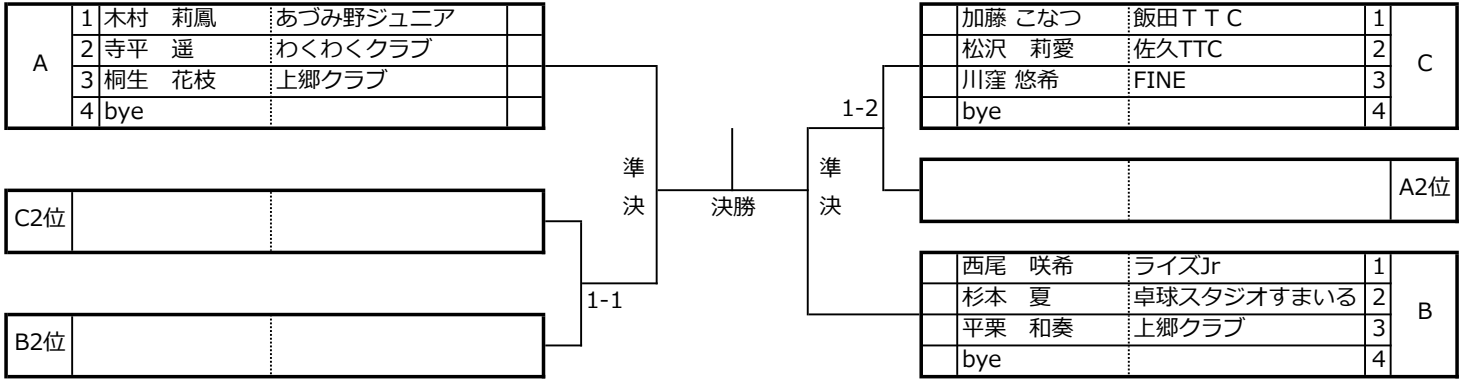 A
1 木村　莉鳳 あづみ野ジュニア
2 寺平　遥 わくわくクラブ
3 桐生　花枝 上郷クラブ
4 bye
C2位
B2位
1-1
準決
決勝
準決
1-2
加藤 こなつ 飯田ＴＴＣ 1
松沢　莉愛 佐久TTC 2
川窪 悠希 FINE 3
bye 4
C
A2位
西尾　咲希 ライズJr 1
杉本　夏 卓球スタジオすまいる 2
平栗　和奏 上郷クラブ 3
bye 4
B